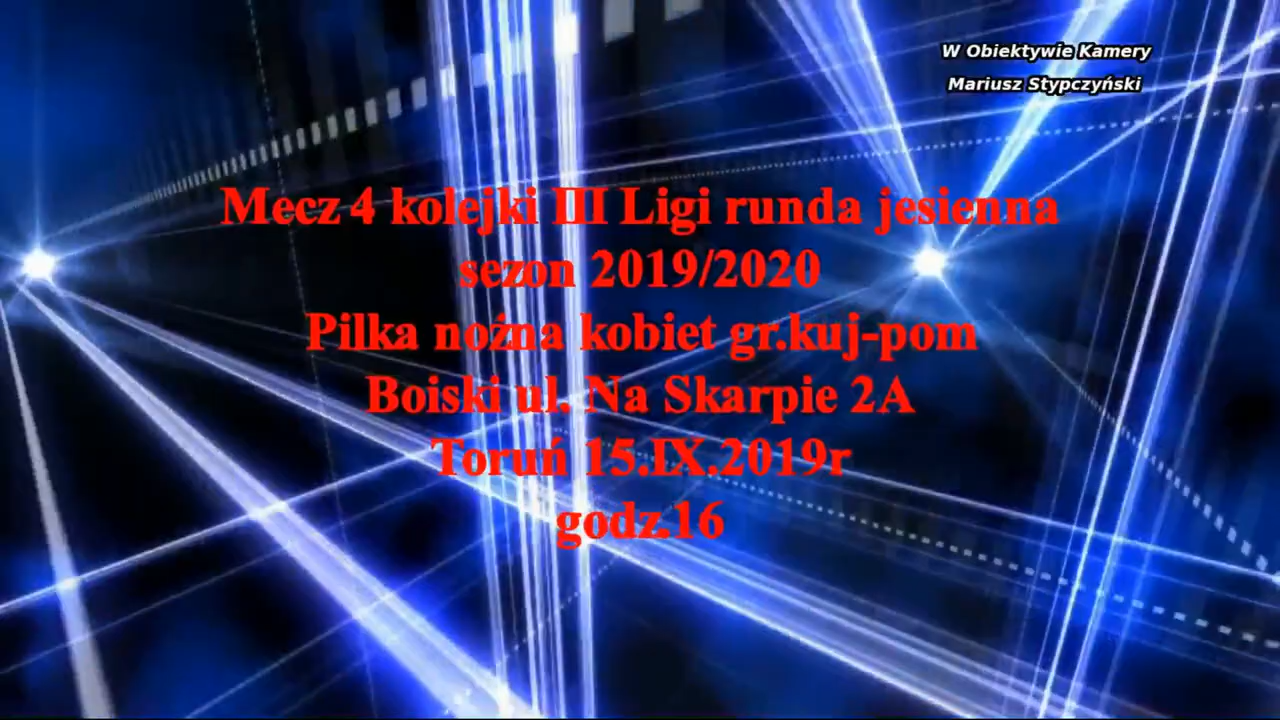 W Obiektywie Kamery
Mariusz Stypczyński
Mecz 4 kolejki III Ligi runda jesienna
sezon 2019/2020
Pilka nożna kobiet gr.kuj-pom
Boiski ul. Na Skarpie 2A
Toruń 15.IX.2019r
godz.16